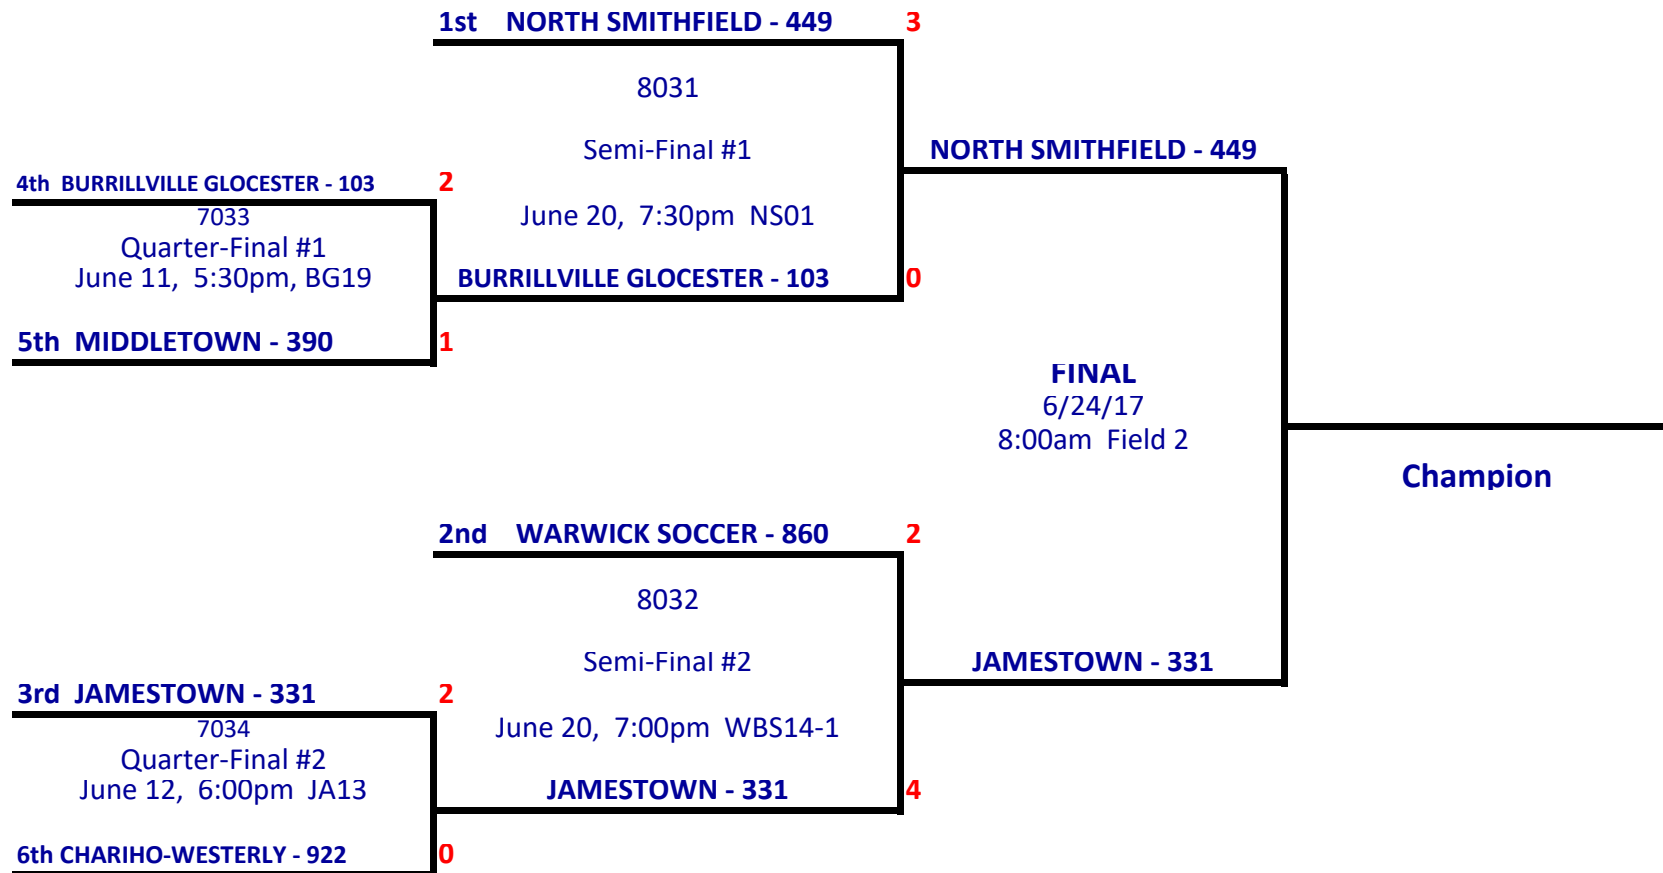 1st NORTH SMITHFIELD - 449 3
8031
Semi-Final #1
NORTH SMITHFIELD - 449
4th BURRILLVILLE GLOCESTER - 103 2
7033
June 20, 7:30pm NS01
Quarter-Final #1
June 11, 5:30pm, BG19
BURRILLVILLE GLOCESTER - 103 0
5th MIDDLETOWN - 390 1
FINAL
6/24/17
8:00am Field 2
Champion
2nd WARWICK SOCCER - 860 2
8032
Semi-Final #2
JAMESTOWN - 331
3rd JAMESTOWN - 331 2
7034
June 20, 7:00pm WBS14-1
Quarter-Final #2
June 12, 6:00pm JA13
JAMESTOWN - 331 4
6th CHARIHO-WESTERLY - 922 0